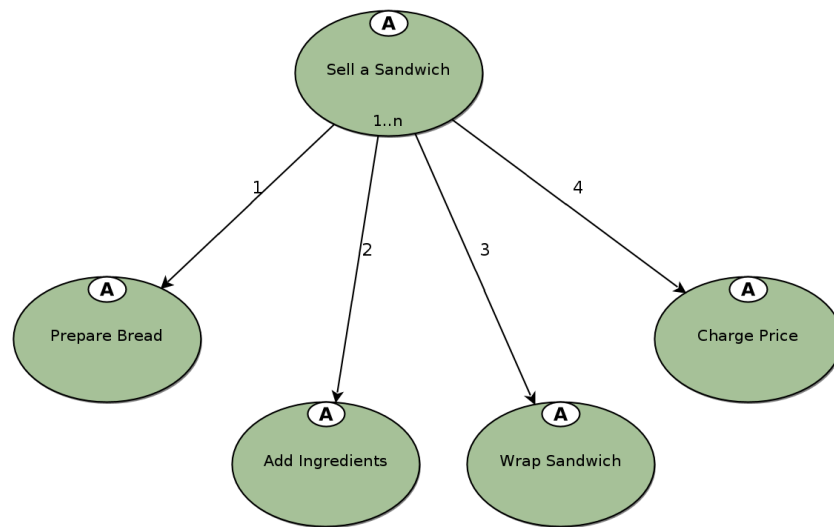 A
Sell a Sandwich
1..n
1
2
3
4
A
Prepare Bread
A
Charge Price
A
Add Ingredients
A
Wrap Sandwich